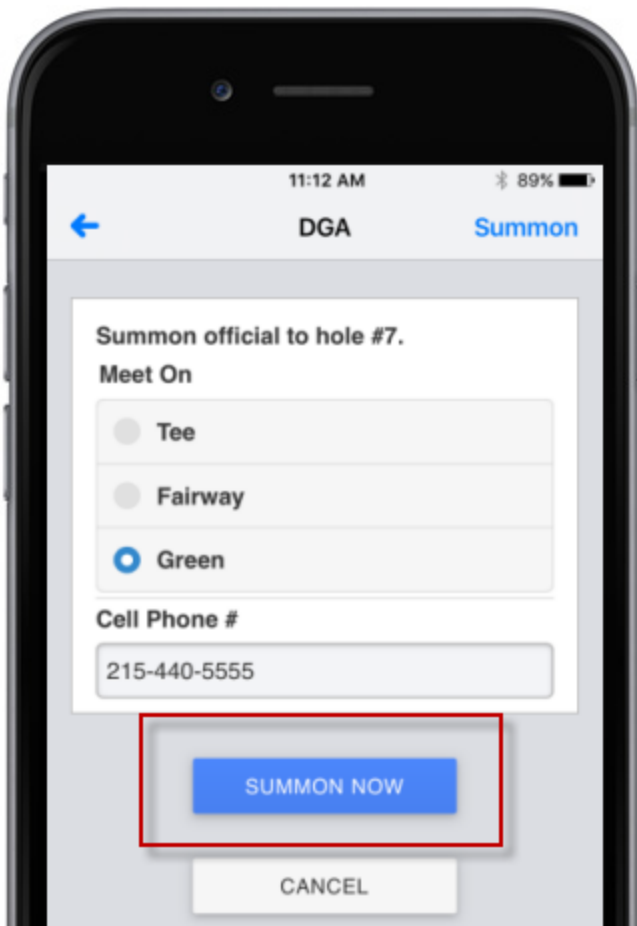 11:12 AM 89%
DGA Summon
Summon official to hole #7.
Meet On
Tee
Fairway
Green
Cell Phone #
215-440-5555
SUMMON NOW
CANCEL